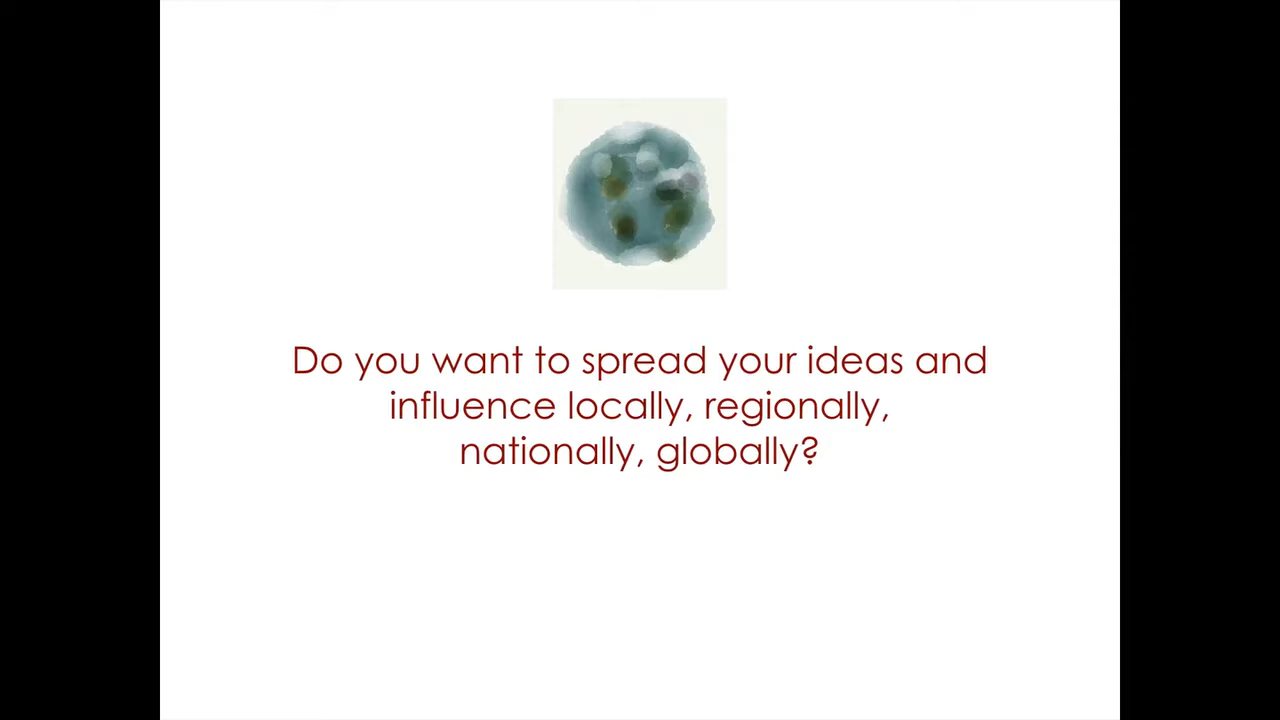 Do you want to spread your ideas and
influence locally, regionally,
nationally, globally?